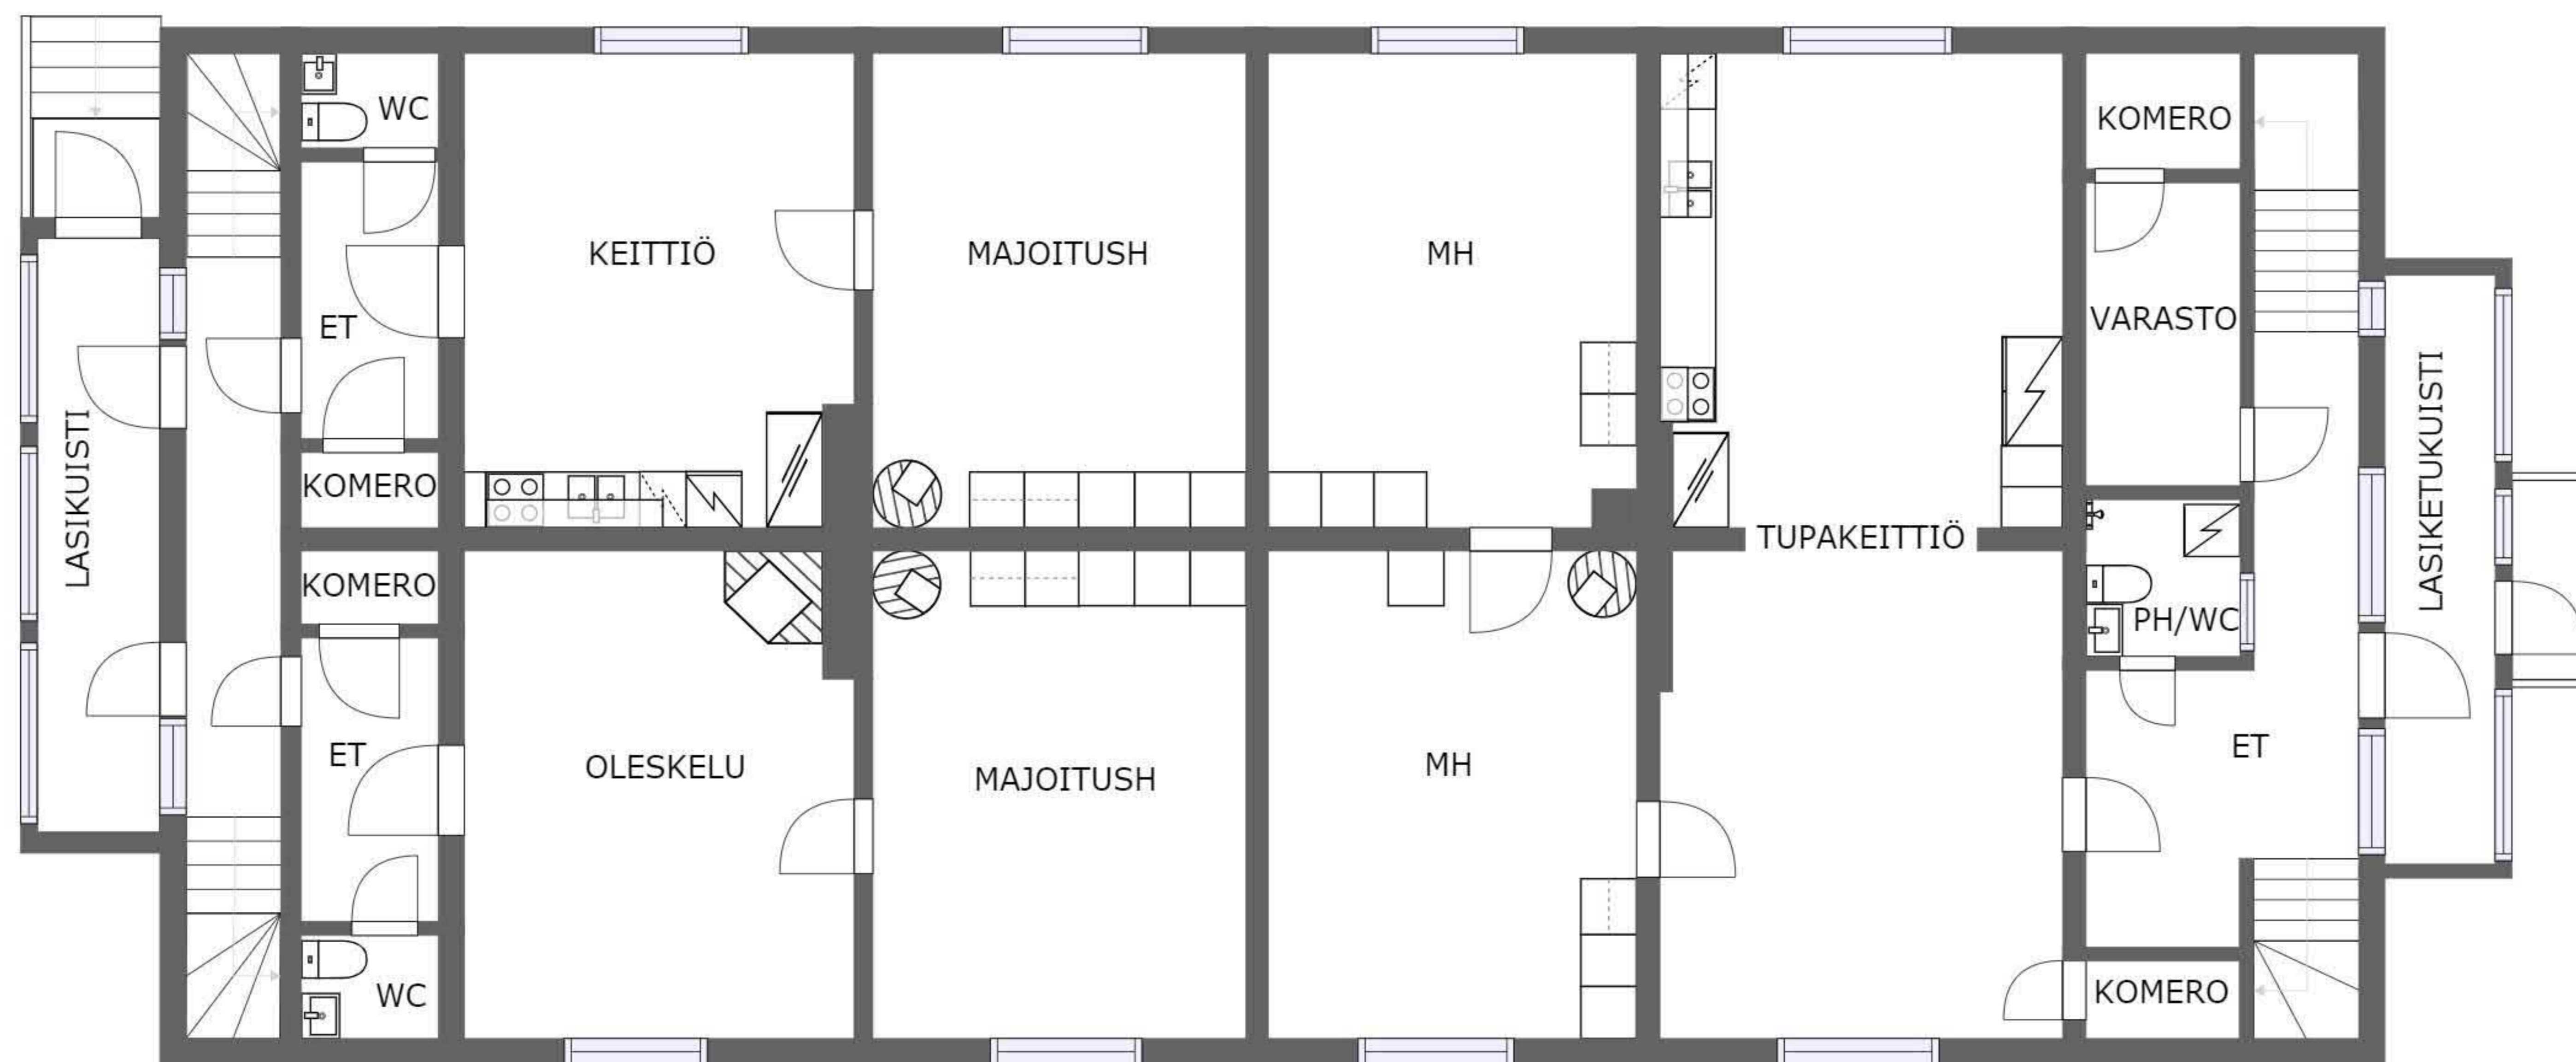 WC
KEITTIÖ
MAJOITUSH
MH
KOMERO
VARASTO
ET
KOMERO
LASIKUISTI
TUPAKEITTIÖ
LASIKETUKUISTI
KOMERO
PH/WC
ET
OLESKELU
MAJOITUSH
MH
ET
WC
KOMERO